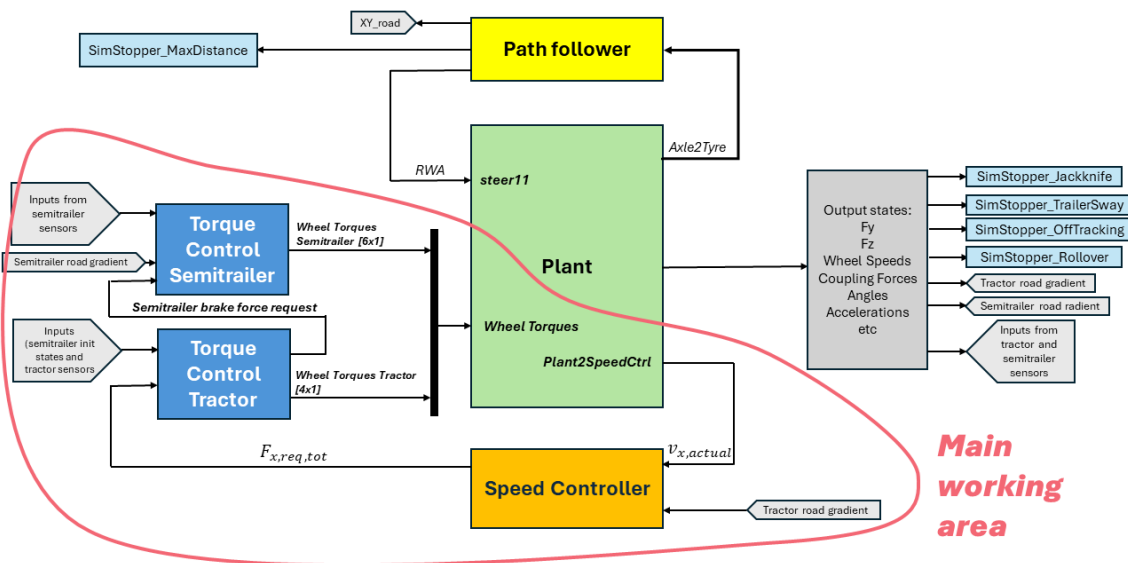 XY_road
Path follower
SimStopper_MaxDistance
Axle2Tyre
RWA
steer11
Inputs from
semitrailer
sensors
Torque
Control
Semitrailer
Wheel Torques
Semitrailer [6x1]
Semitrailer road gradient
Semitrailer brake force request
Plant
Wheel Torques
Plant2SpeedCtrl
Inputs
(semitrailer init
states and
tractor sensors
Torque
Control
Tractor
Wheel Torques Tractor
[4x1]
Output states:
Fy
Fz
Wheel Speeds
Coupling Forces
Angles
Accelerations
etc
SimStopper_Jackknife
SimStopper_TrailerSway
SimStopper_OffTracking
SimStopper_Rollover
Tractor road gradient
Semitrailer road radient
Inputs from
tractor and
semitrailer
sensors
F_{x,req,tot}
v_{x,actual}
Speed Controller
Tractor road gradient
Main
working
area